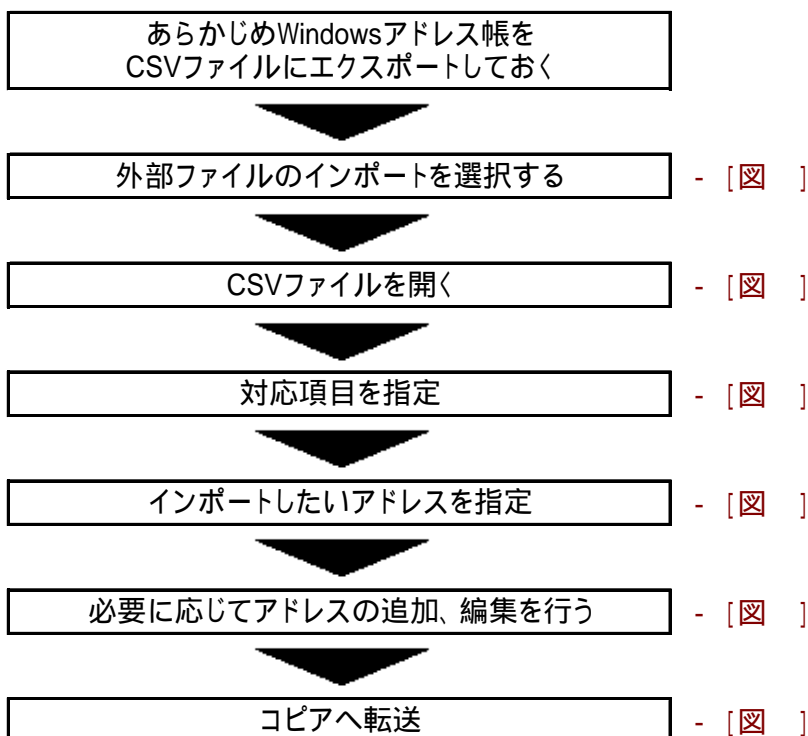 あらかじめWindowsアドレス帳を
CSVファイルにエクスポートしておく
外部ファイルのインポートを選択する - [図　]
CSVファイルを開く - [図　]
対応項目を指定 - [図　]
インポートしたいアドレスを指定 - [図　]
必要に応じてアドレスの追加、編集を行う - [図　]
コピアへ転送 - [図　]